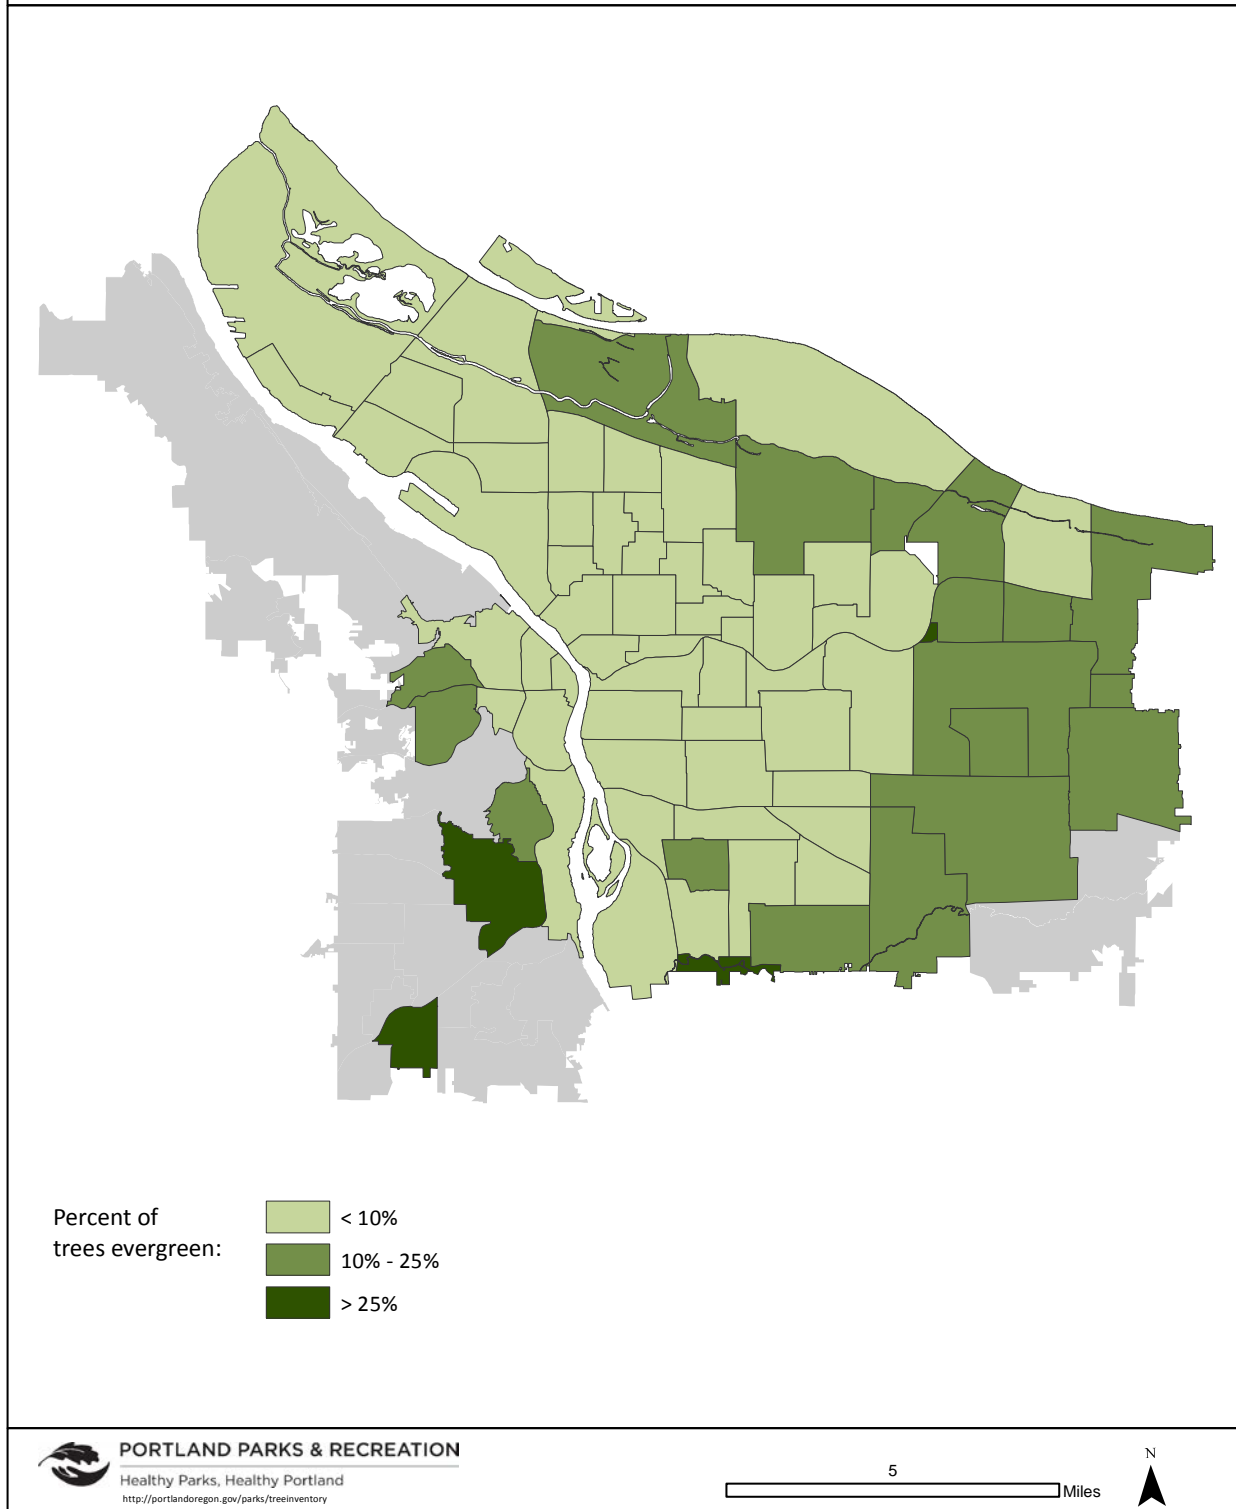 Percent of
trees evergreen:
< 10%
10% - 25%
> 25%
PORTLAND PARKS & RECREATION
Healthy Parks, Healthy Portland
http://portlandoregon.gov/parks/treeinventory
5
Miles
N